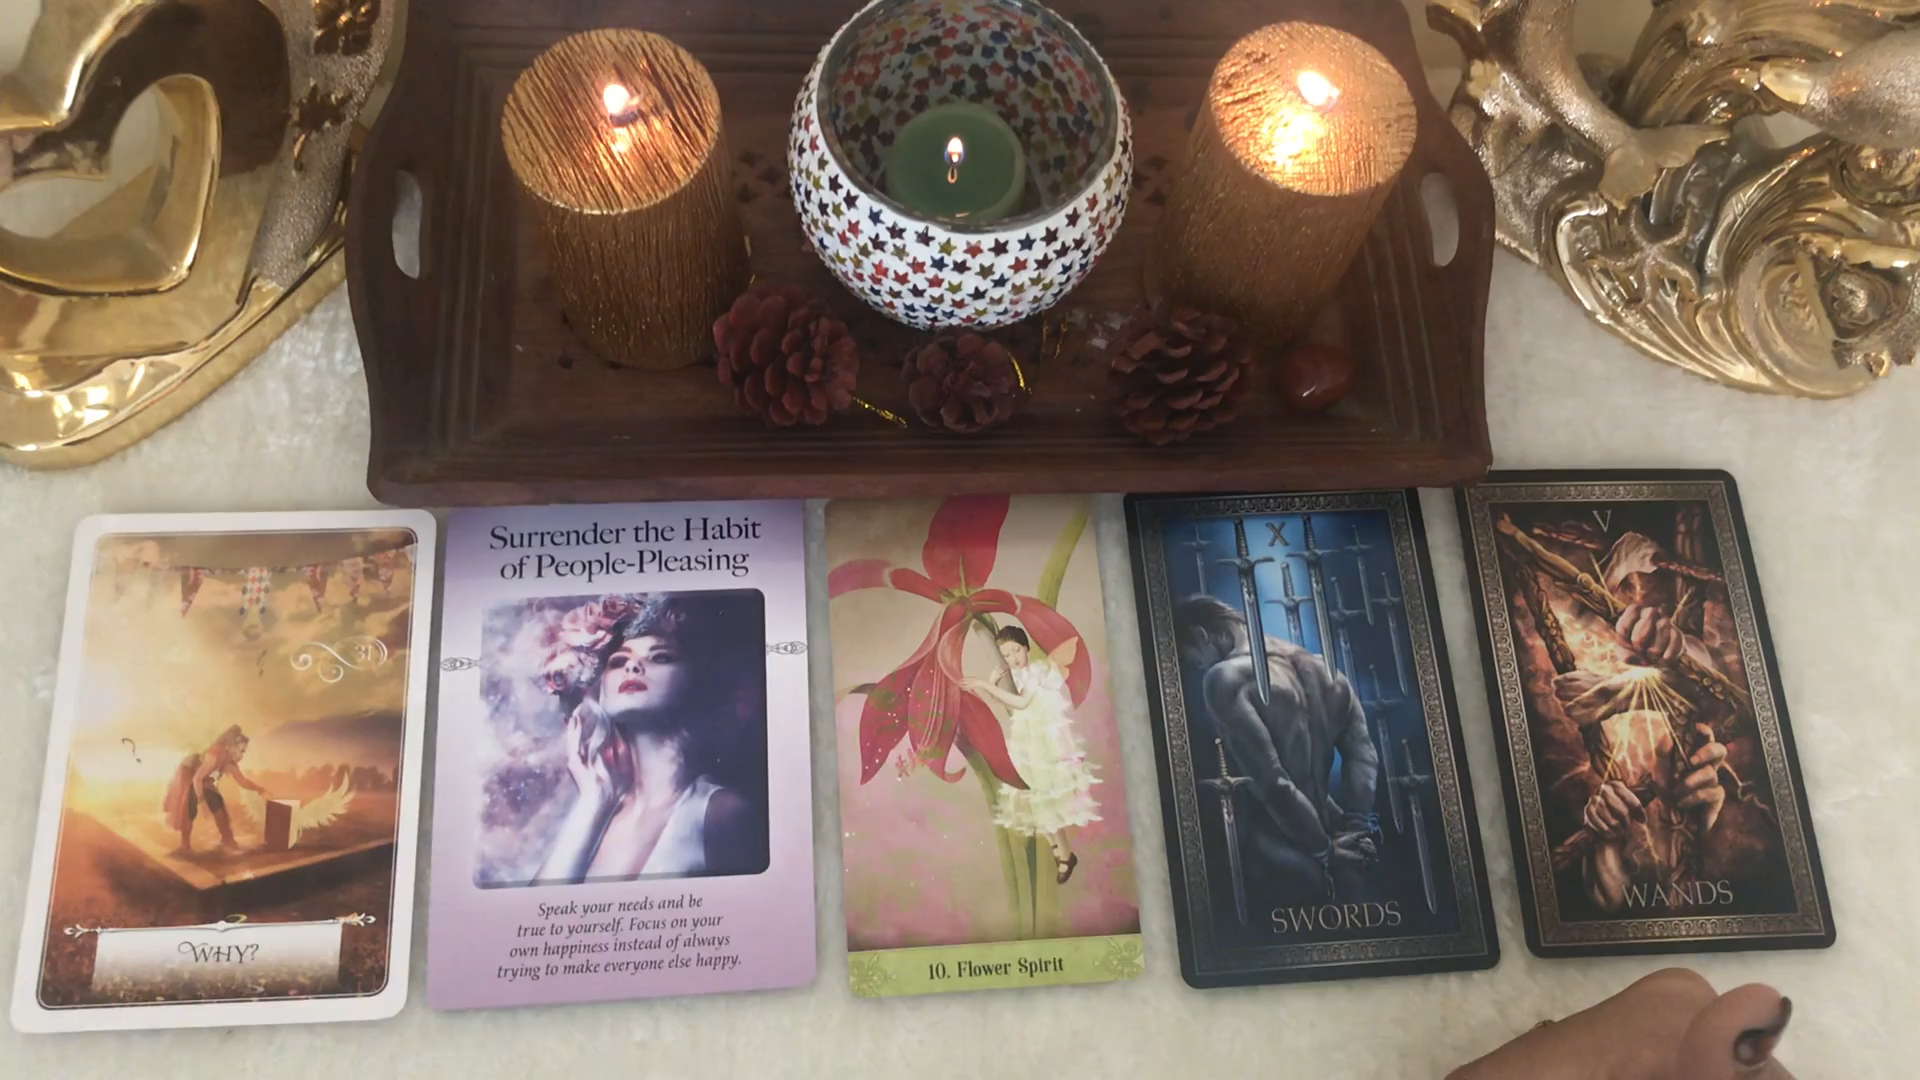 31
WHY?
Surrender the Habit
of People-Pleasing
Speak your needs and be
true to yourself. Focus on your
own happiness instead of always
trying to make everyone else happy.
10. Flower Spirit
X
SWORDS
V
WANDS